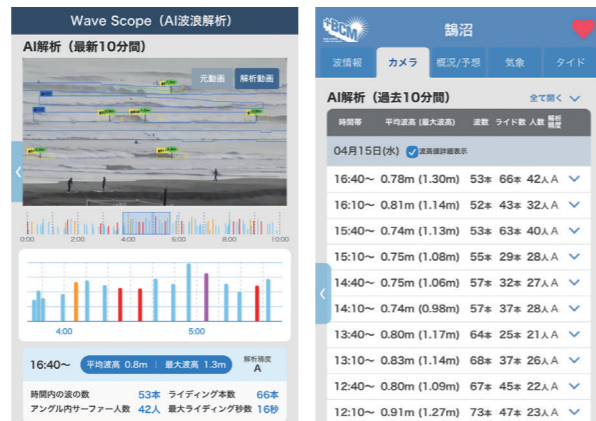 Wave Scope（AI波浪解析）
AI解析（最新10分間）
元動画 解析動画
0:00 2:00 4:00 6:00 8:00 10:00
4:00 5:00
16:40～ 平均波高 0.8m 最大波高 1.3m 解析精度 A
時間内の波の数 53本 ライディング本数 66本
アングル内サーファー人数 42人 最大ライディング秒数 16秒
BCM
鵠沼
波情報 カメラ 概況/予想 気象 タイド
AI解析（過去10分間） 全て開く
時間帯 平均波高 (最大波高) 波数 ライド数 人数 解析精度
04月15日(水) 波高値詳細表示
16:40～ 0.78m (1.30m) 53本 66本 42人 A
16:10～ 0.81m (1.14m) 52本 43本 32人 A
15:40～ 0.74m (1.13m) 53本 63本 40人 A
15:10～ 0.75m (1.08m) 55本 29本 28人 A
14:40～ 0.75m (1.06m) 57本 32本 27人 A
14:10～ 0.74m (0.98m) 57本 37本 28人 A
13:40～ 0.80m (1.17m) 64本 25本 21人 A
13:10～ 0.83m (1.14m) 68本 37本 26人 A
12:40～ 0.80m (1.09m) 67本 45本 22人 A
12:10～ 0.91m (1.27m) 73本 47本 23人 A